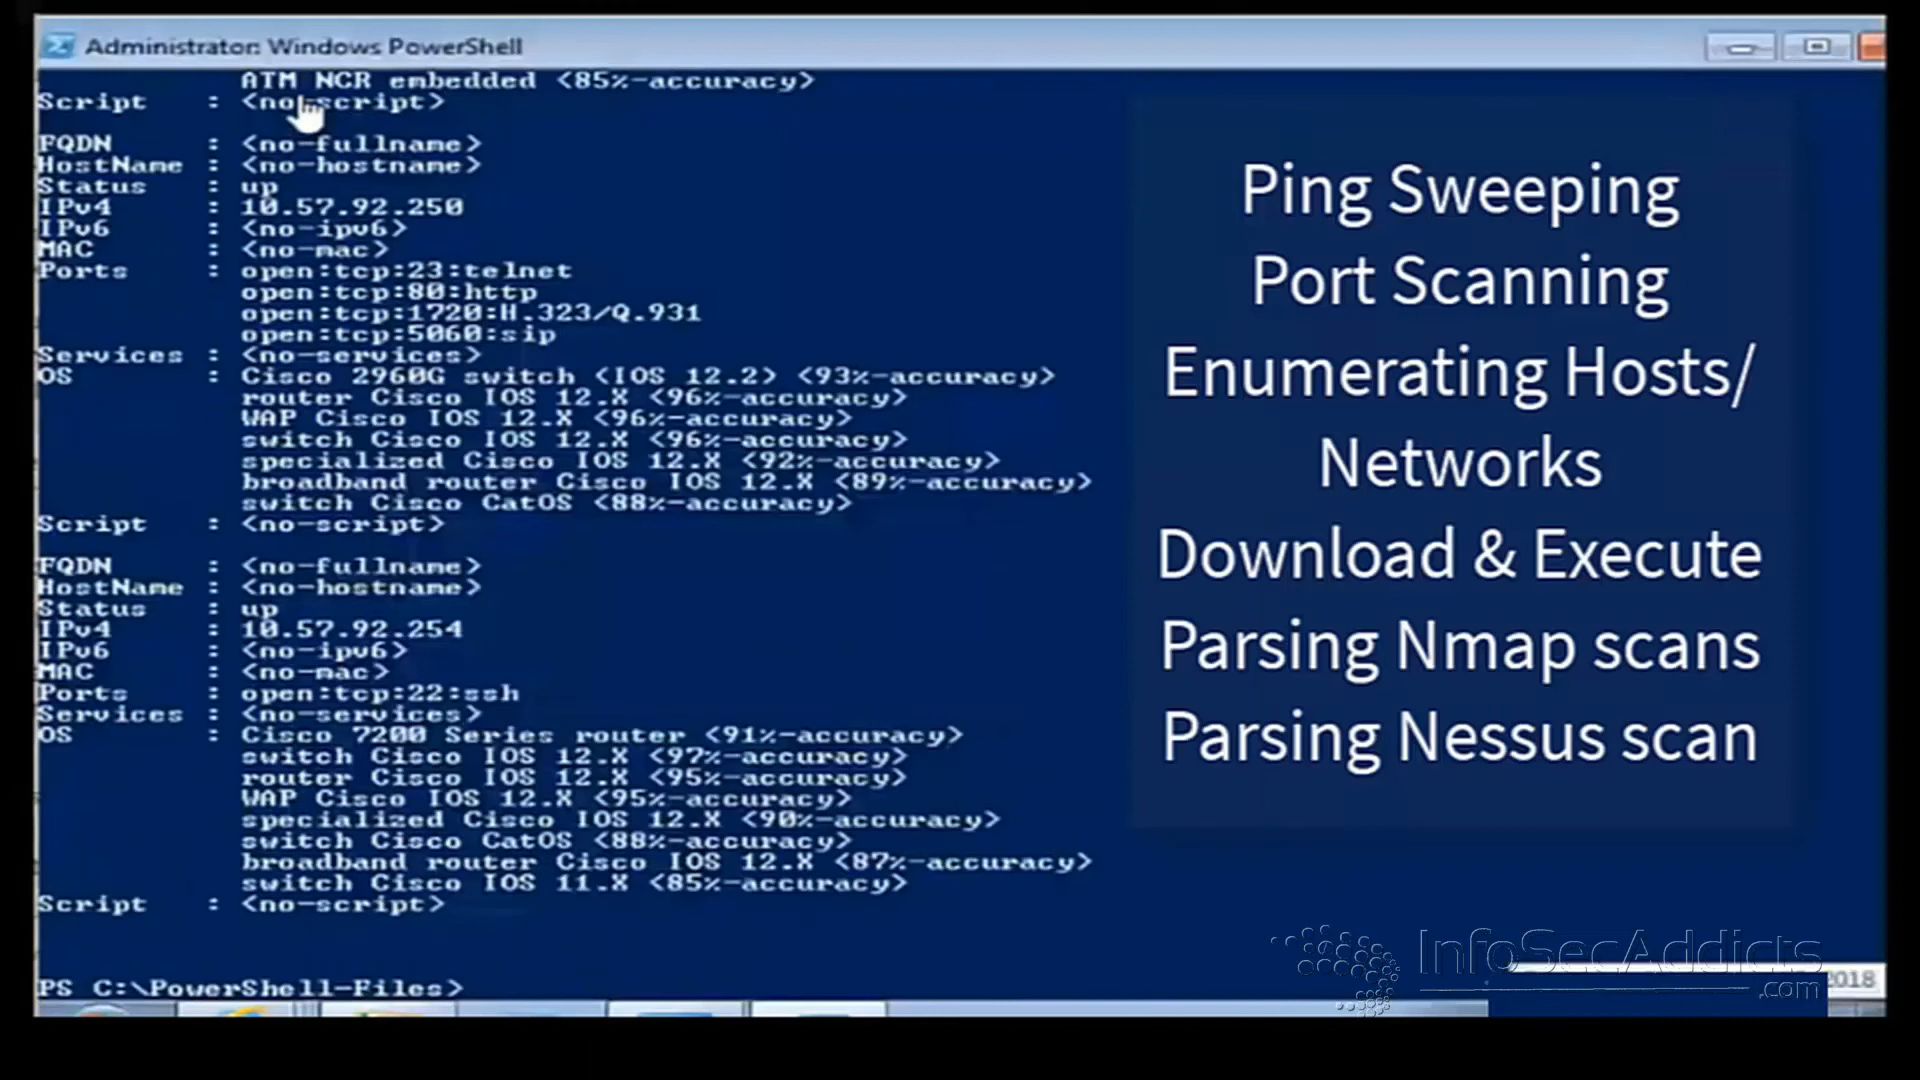 Administrator: Windows PowerShell
ATM NCR embedded <85%-accuracy>
Script : <no-script>
FQDN : <no-fullname>
HostName : <no-hostname>
Status : up
IPv4 : 10.57.92.250
IPv6 : <no-ipv6>
MAC : <no-mac>
Ports : open:tcp:23:telnet
open:tcp:80:http
open:tcp:1720:H.323/Q.931
open:tcp:5060:sip
Services : <no-services>
OS : Cisco 2960G switch (IOS 12.2) <93%-accuracy>
router Cisco IOS 12.X <96%-accuracy>
WAP Cisco IOS 12.X <96%-accuracy>
switch Cisco IOS 12.X <96%-accuracy>
specialized Cisco IOS 12.X <92%-accuracy>
broadband router Cisco IOS 12.X <89%-accuracy>
switch Cisco CatOS <88%-accuracy>
Script : <no-script>
FQDN : <no-fullname>
HostName : <no-hostname>
Status : up
IPv4 : 10.57.92.254
IPv6 : <no-ipv6>
MAC : <no-mac>
Ports : open:tcp:22:ssh
Services : <no-services>
OS : Cisco 7200 Series router <91%-accuracy>
switch Cisco IOS 12.X <97%-accuracy>
router Cisco IOS 12.X <95%-accuracy>
WAP Cisco IOS 12.X <95%-accuracy>
specialized Cisco IOS 12.X <90%-accuracy>
switch Cisco CatOS <88%-accuracy>
broadband router Cisco IOS 12.X <87%-accuracy>
switch Cisco IOS 11.X <85%-accuracy>
Script : <no-script>
PS C:\PowerShell-Files>
Ping Sweeping
Port Scanning
Enumerating Hosts/
Networks
Download & Execute
Parsing Nmap scans
Parsing Nessus scan
InfoSecAddicts
.com
2018